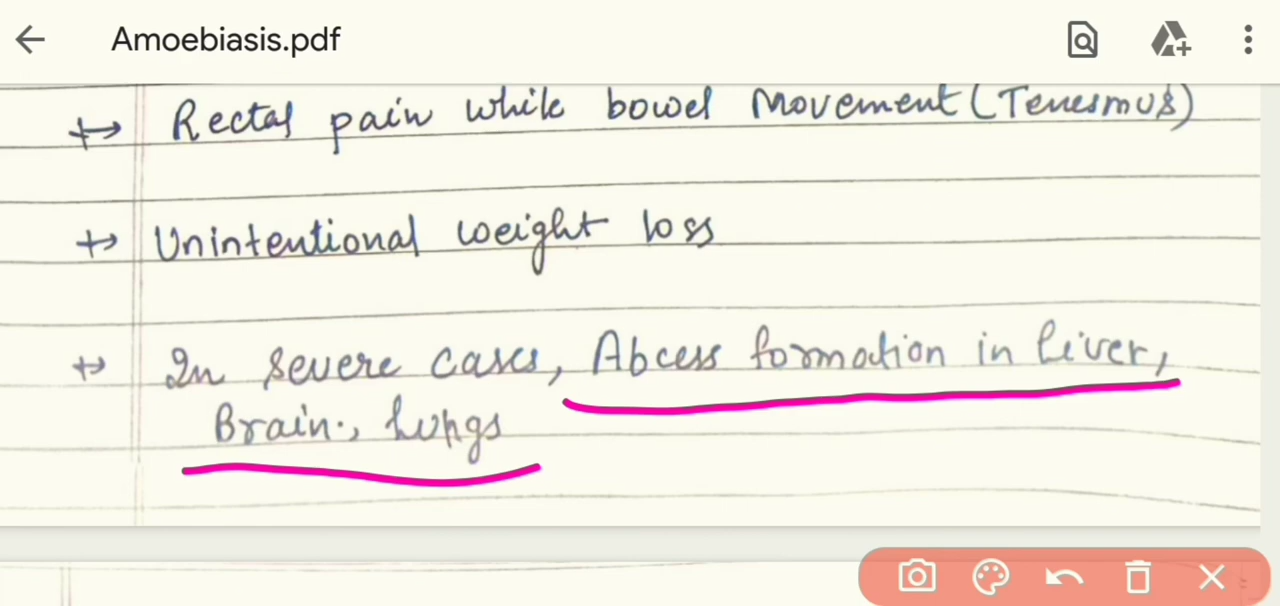 Amoebiasis.pdf
Rectal pain while bowel Movement (Tenesmus)
Unintentional weight loss
In severe cases, Abcess formation in liver,
Brain., lungs